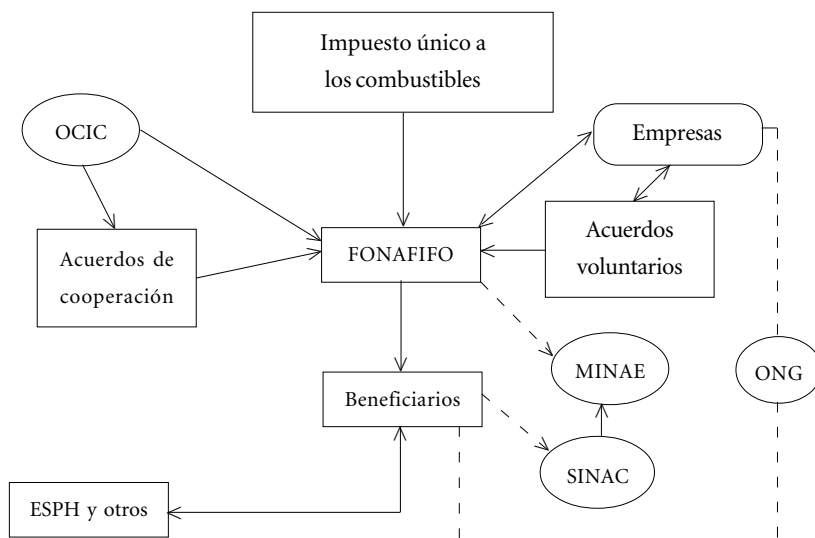 Impuesto único a
los combustibles
OCIC
Empresas
Acuerdos de
cooperación
FONAFIFO
Acuerdos
voluntarios
MINAE
ONG
Beneficiarios
SINAC
ESPH y otros